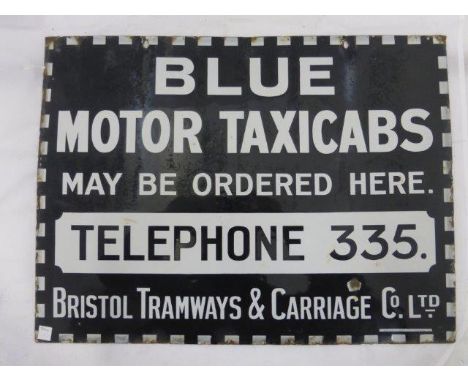 BLUE
MOTOR TAXICABS
MAY BE ORDERED HERE.
TELEPHONE 335.
BRISTOL TRAMWAYS & CARRIAGE CO. LTD